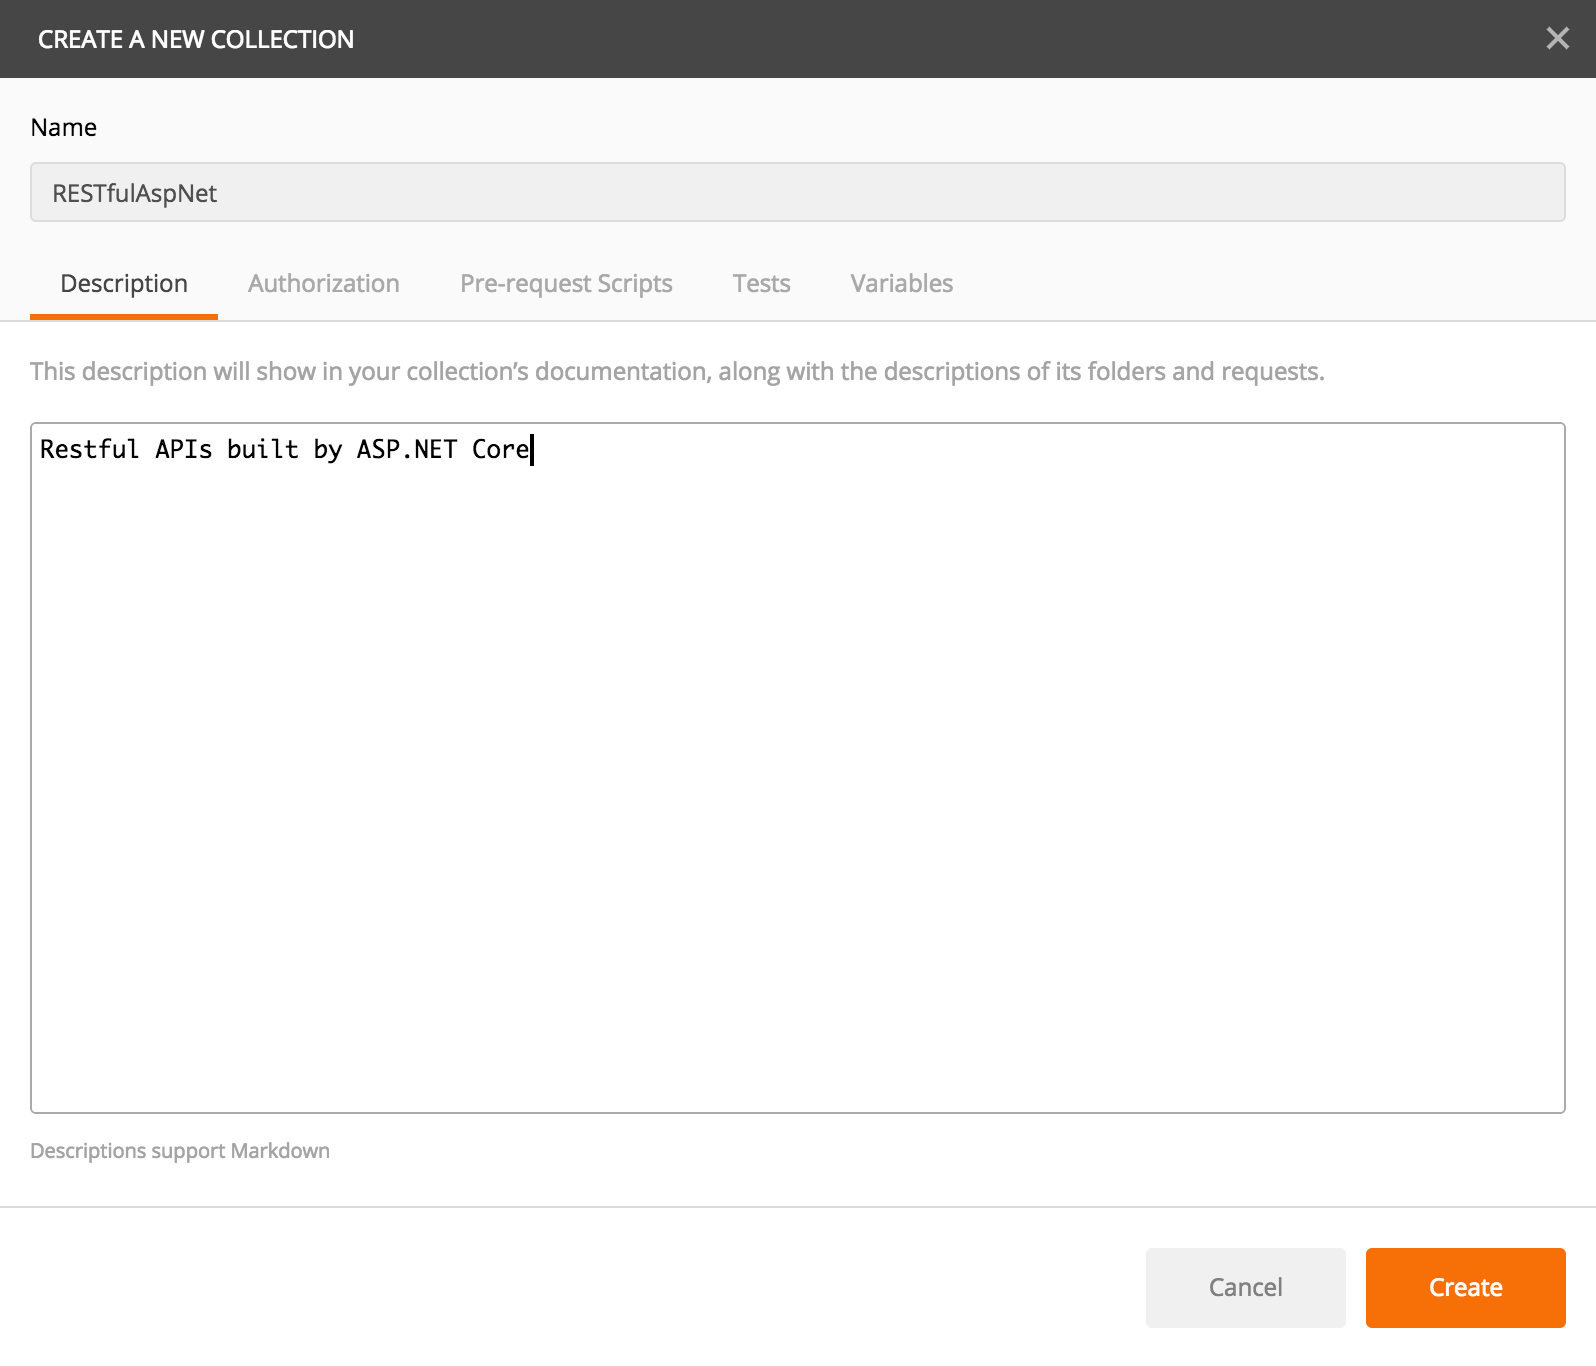 CREATE A NEW COLLECTION
Name
RESTfulAspNet
Description Authorization Pre-request Scripts Tests Variables
This description will show in your collection’s documentation, along with the descriptions of its folders and requests.
Restful APIs built by ASP.NET Core
Descriptions support Markdown
Cancel Create